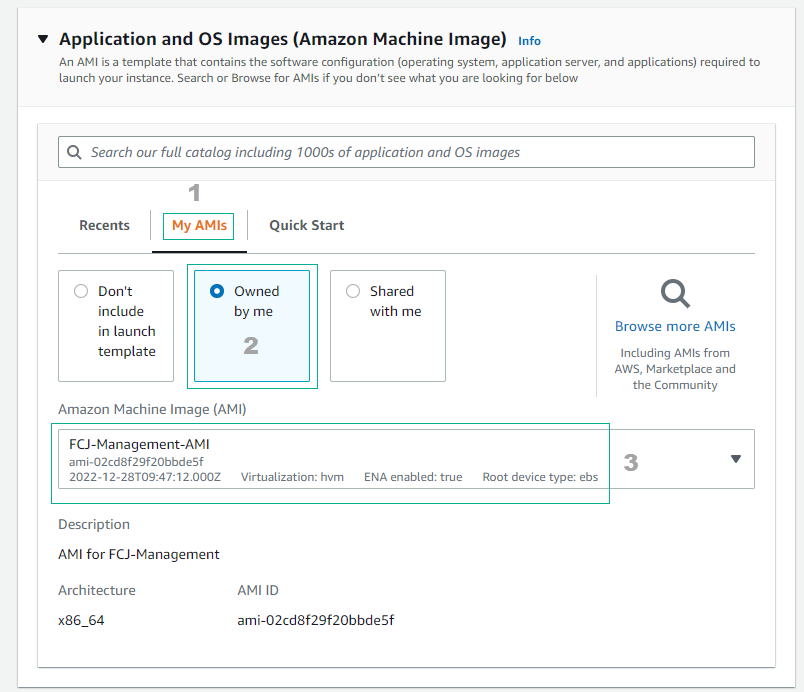 Application and OS Images (Amazon Machine Image) Info
An AMI is a template that contains the software configuration (operating system, application server, and applications) required to
launch your instance. Search or Browse for AMIs if you don't see what you are looking for below
Search our full catalog including 1000s of application and OS images
1
Recents
My AMIs
Quick Start
Don't
include
in launch
template
Owned
by me
2
Shared
with me
Browse more AMIs
Including AMIs from
AWS, Marketplace and
the Community
Amazon Machine Image (AMI)
FCJ-Management-AMI
ami-02cd8f29f20bbde5f
2022-12-28T09:47:12.000Z Virtualization: hvm ENA enabled: true Root device type: ebs
3
Description
AMI for FCJ-Management
Architecture AMI ID
x86_64 ami-02cd8f29f20bbde5f